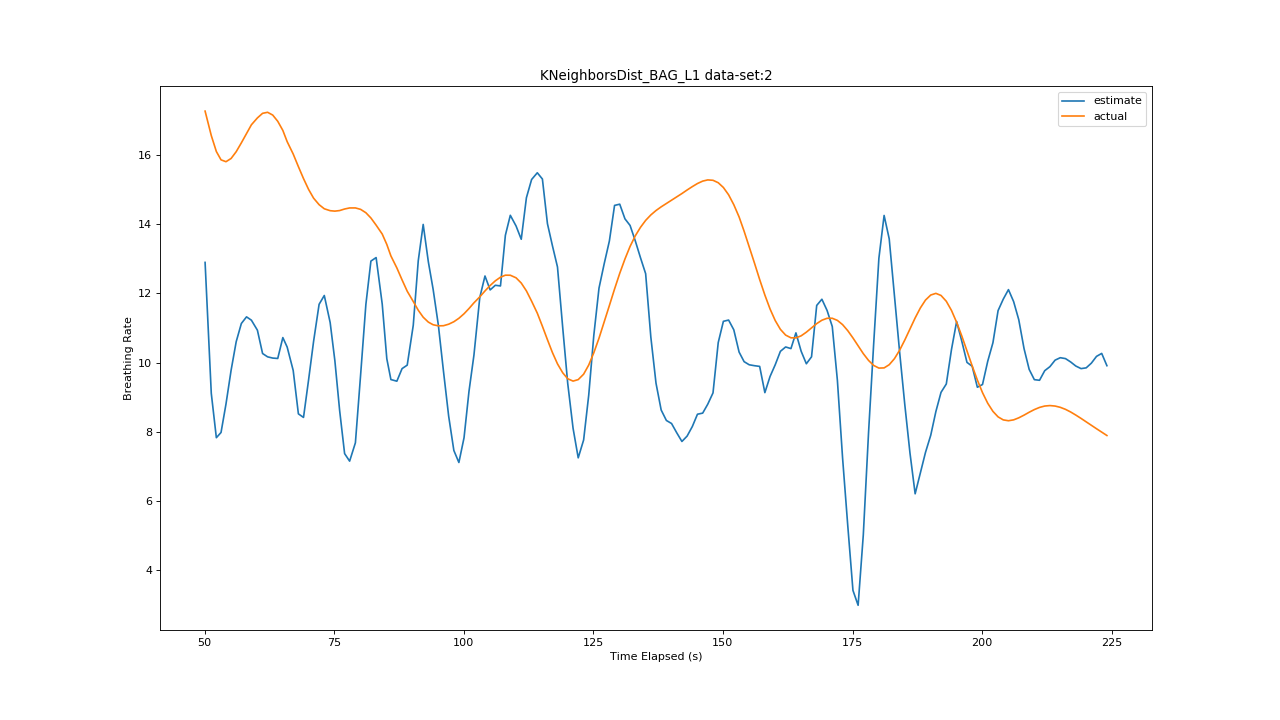 KNeighborsDist_BAG_L1 data-set:2
estimate
actual
Breathing Rate
16
14
12
10
8
6
4
50 75 100 125 150 175 200 225
Time Elapsed (s)